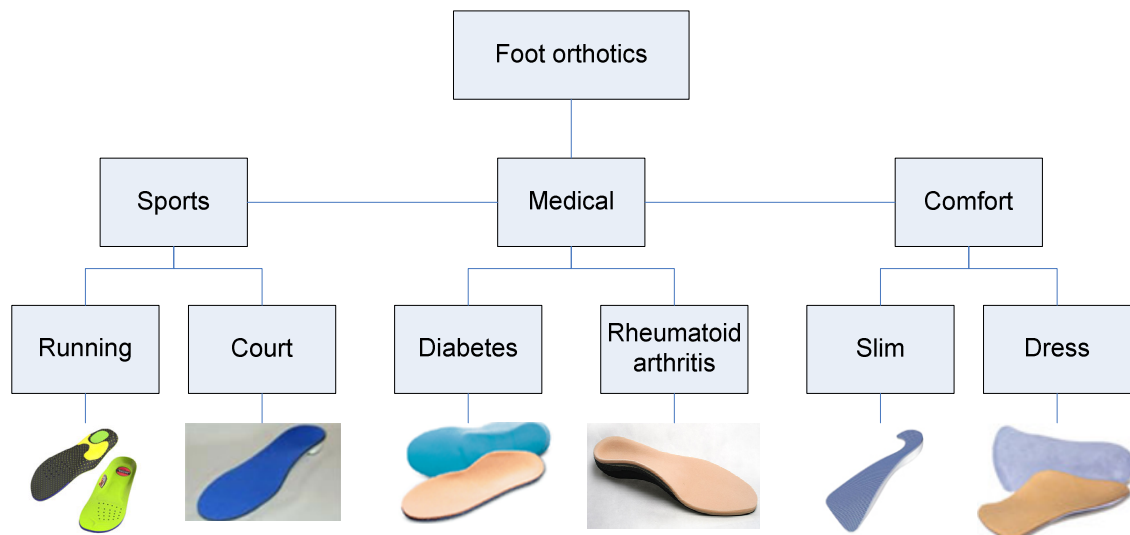 Foot orthotics
Sports
Medical
Comfort
Running
Court
Diabetes
Rheumatoid
arthritis
Slim
Dress